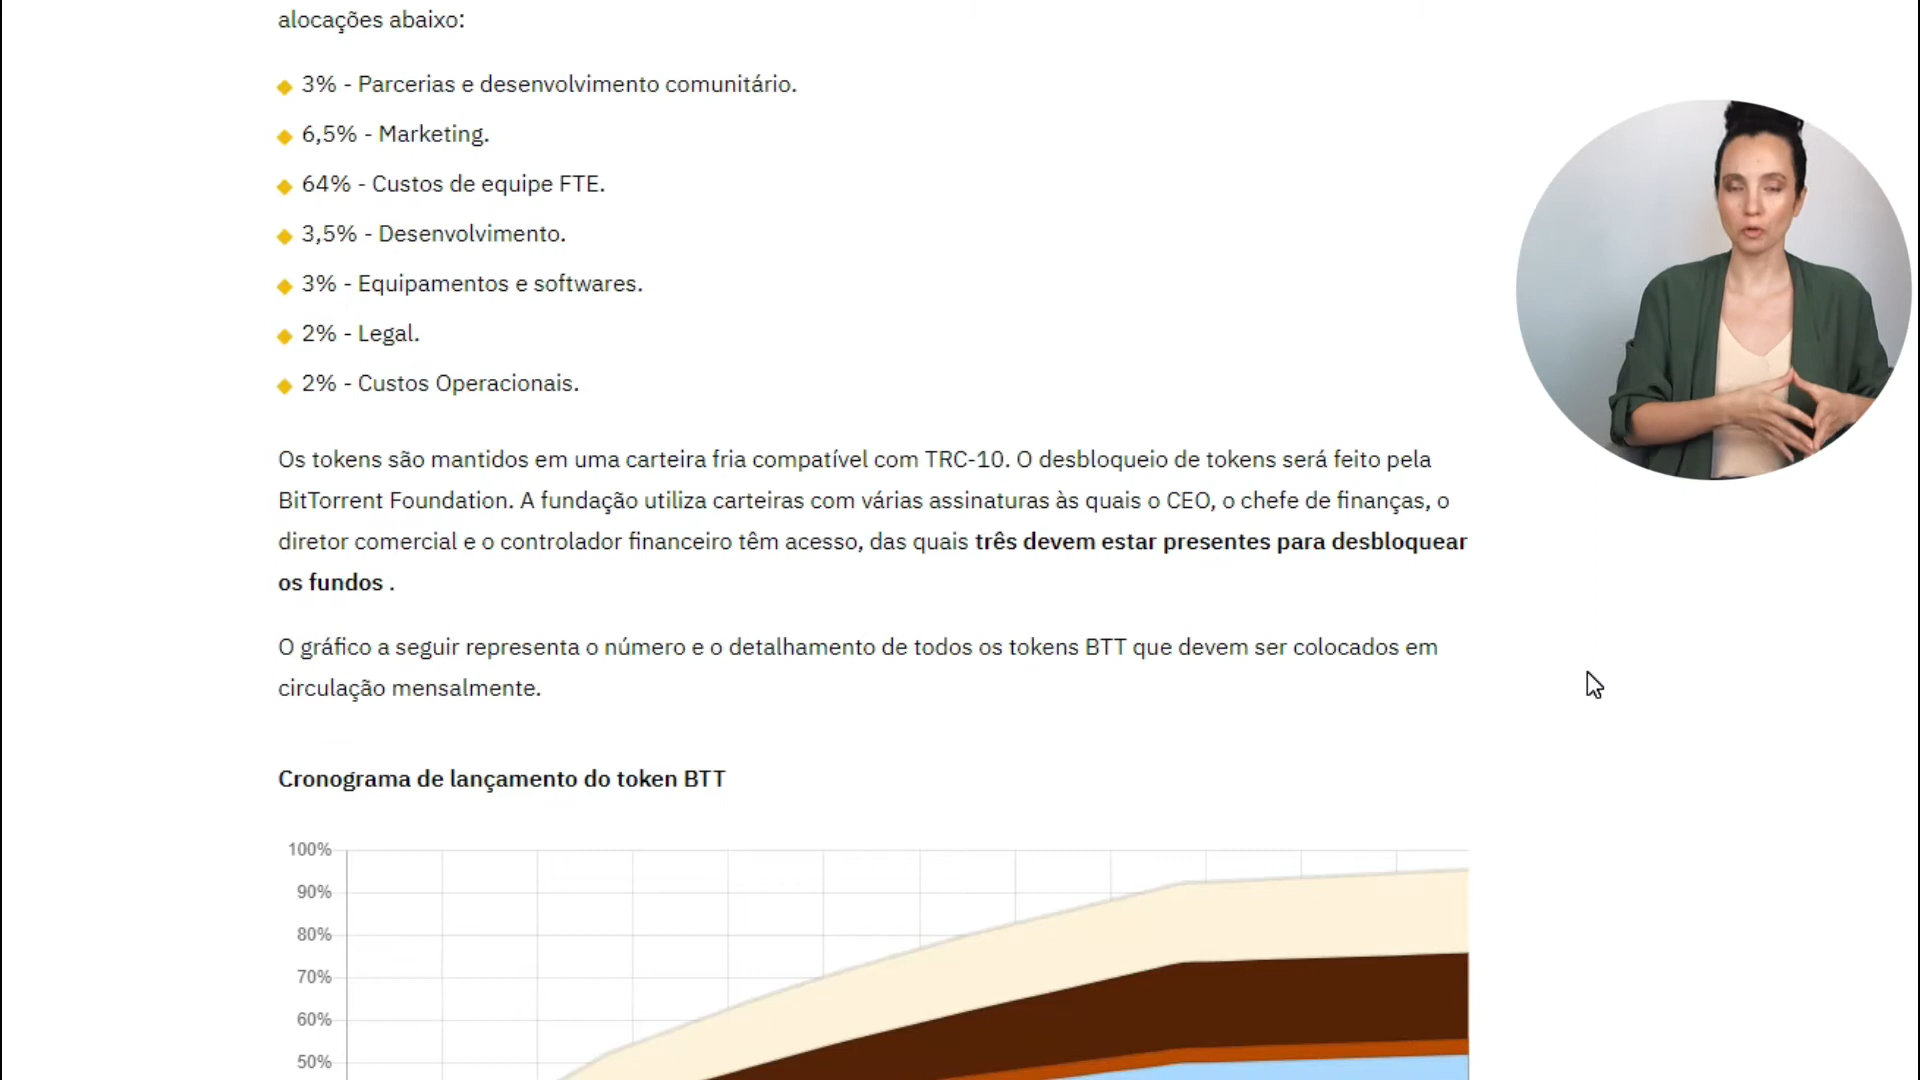 alocações abaixo:
3% - Parcerias e desenvolvimento comunitário.
6,5% - Marketing.
64% - Custos de equipe FTE.
3,5% - Desenvolvimento.
3% - Equipamentos e softwares.
2% - Legal.
2% - Custos Operacionais.
Os tokens são mantidos em uma carteira fria compatível com TRC-10. O desbloqueio de tokens será feito pela
BitTorrent Foundation. A fundação utiliza carteiras com várias assinaturas às quais o CEO, o chefe de finanças, o
diretor comercial e o controlador financeiro têm acesso, das quais três devem estar presentes para desbloquear
os fundos .
O gráfico a seguir representa o número e o detalhamento de todos os tokens BTT que devem ser colocados em
circulação mensalmente.
Cronograma de lançamento do token BTT
100%
90%
80%
70%
60%
50%